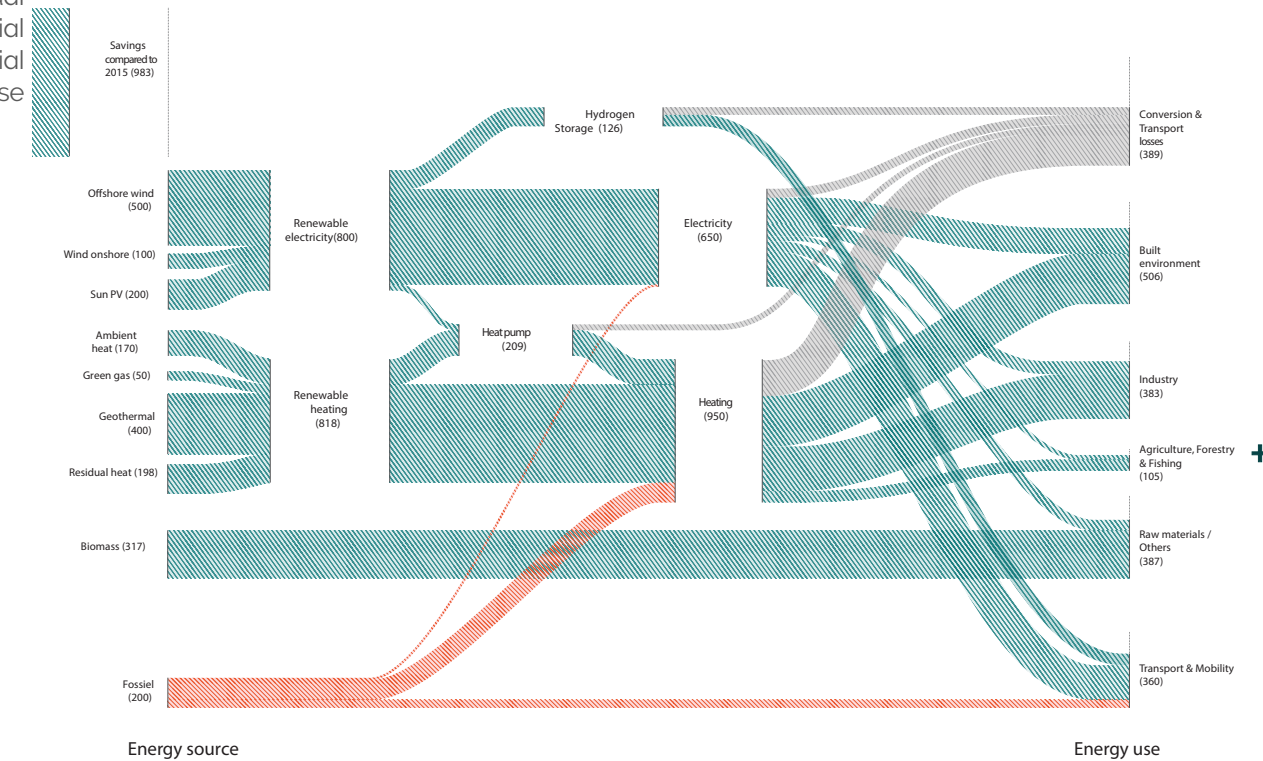 ial
ial
se
Savings
compared to
2015 (983)
Offshore wind
(500)
Wind onshore (100)
Sun PV (200)
Ambient
heat (170)
Green gas (50)
Geothermal
(400)
Residual heat (198)
Biomass (317)
Fossiel
(200)
Renewable
electricity(800)
Renewable
heating
(818)
Hydrogen
Storage (126)
Heat pump
(209)
Electricity
(650)
Heating
(950)
Conversion &
Transport
losses
(389)
Built
environment
(506)
Industry
(383)
Agriculture, Forestry
& Fishing
(105)
Raw materials /
Others
(387)
Transport & Mobility
(360)
+
Energy source
Energy use